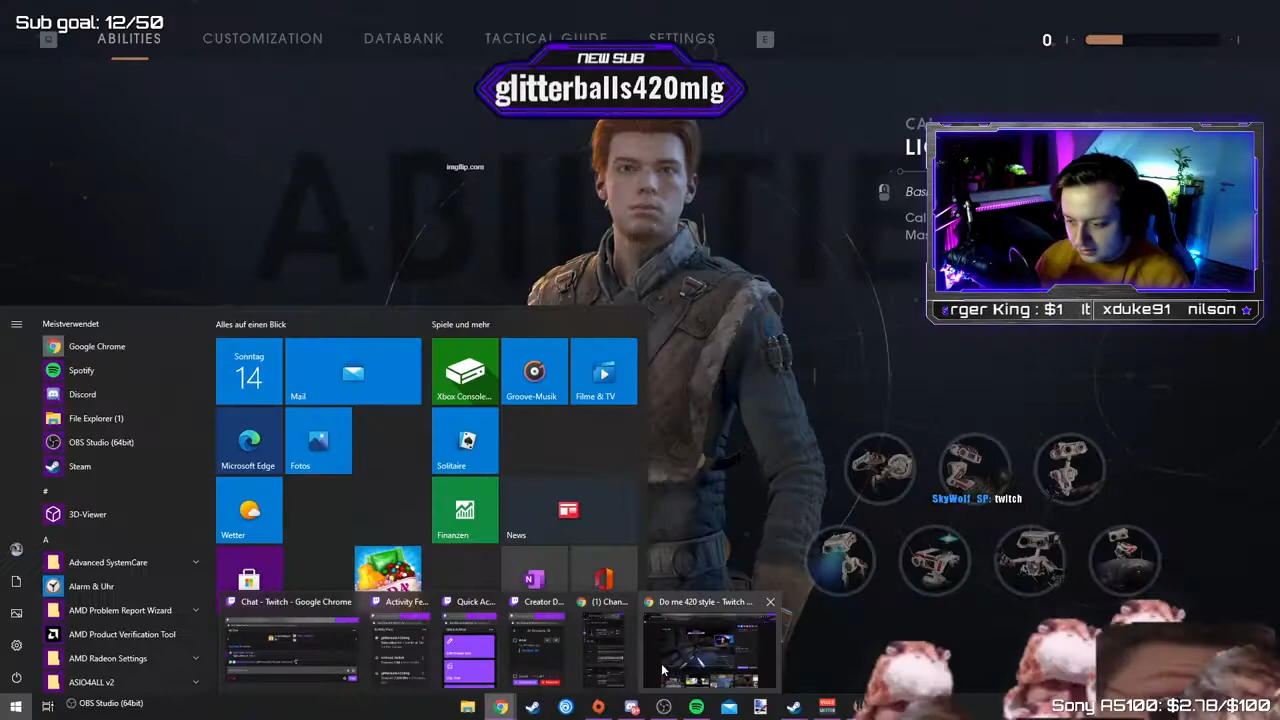 Sub goal: 12/50
ABILITIES
CUSTOMIZATION
DATABANK
TACTICAL GUIDE
SETTINGS
E
0
NEW SUB
glitterballs420mlg
imgflip.com
rger King : $1 It
xduke91 nilson
Meistverwendet
Alles auf einen Blick
Spiele und mehr
Google Chrome
Spotify
Discord
File Explorer (1)
OBS Studio (64bit)
Steam
#
3D-Viewer
A
Advanced SystemCare
Alarm & Uhr
AMD Problem Report Wizard
AMD Product Verification Tool
ASIO4ALL v2
Sonntag
14
Mail
Xbox Console...
Groove-Musik
Filme & TV
Microsoft Edge
Fotos
Solitaire
Wetter
Finanzen
News
SkyWolf_SP: twitch
Chat - Twitch - Google Chrome
Activity Fe...
Quick Ac...
Creator D...
(1) Chan...
Do me 420 style - Twitch ...
OBS Studio (64bit)
Sony A5100: $2.78/$100